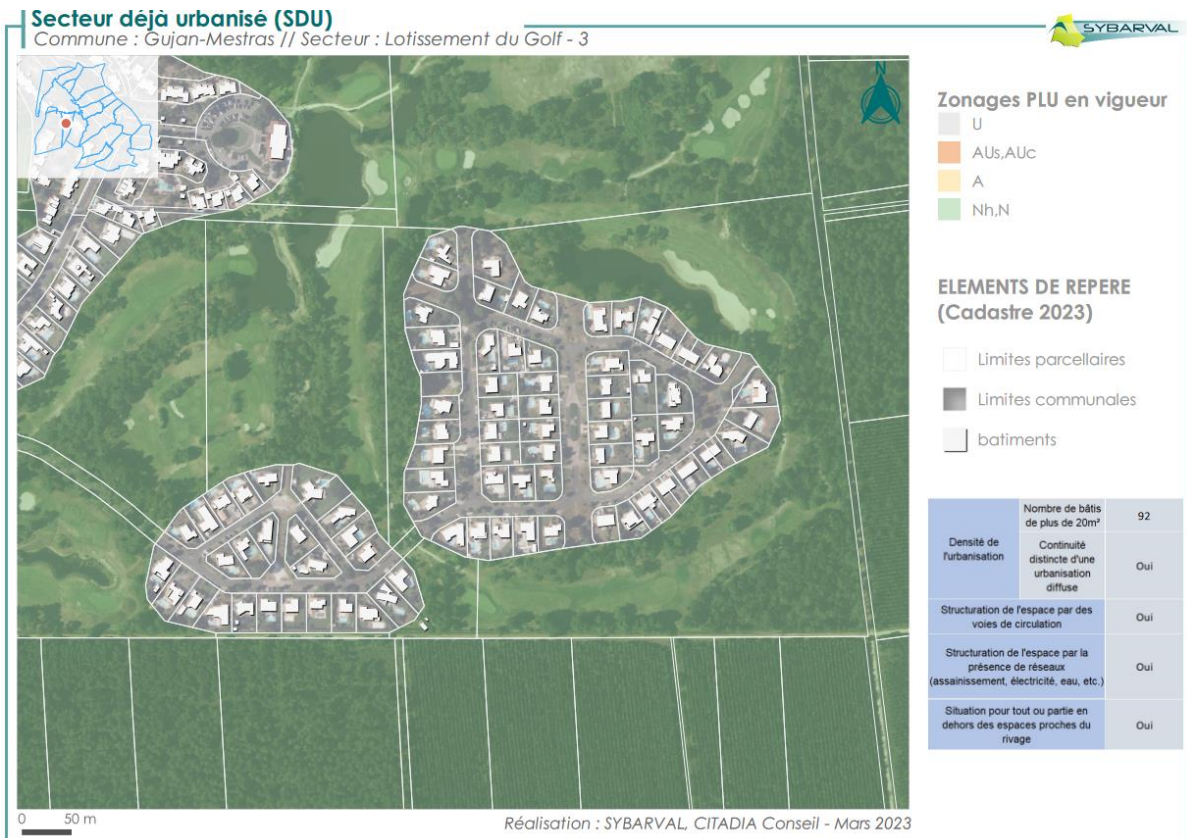 Secteur déjà urbanisé (SDU)
Commune : Gujan-Mestras // Secteur : Lotissement du Golf - 3
SYBARVAL
N
Zonages PLU en vigueur
U
AUs,AUc
A
Nh,N
ELEMENTS DE REPERE
(Cadastre 2023)
Limites parcellaires
Limites communales
batiments
Densité de
l'urbanisation
Nombre de bâtis
de plus de 20m²
92
Continuité
distincte d'une
urbanisation
diffuse
Oui
Structuration de l'espace par des
voies de circulation
Oui
Structuration de l'espace par la
présence de réseaux
(assainissement, électricité, eau, etc.)
Oui
Situation pour tout ou partie en
dehors des espaces proches du
rivage
Oui
0 50 m
Réalisation : SYBARVAL, CITADIA Conseil - Mars 2023